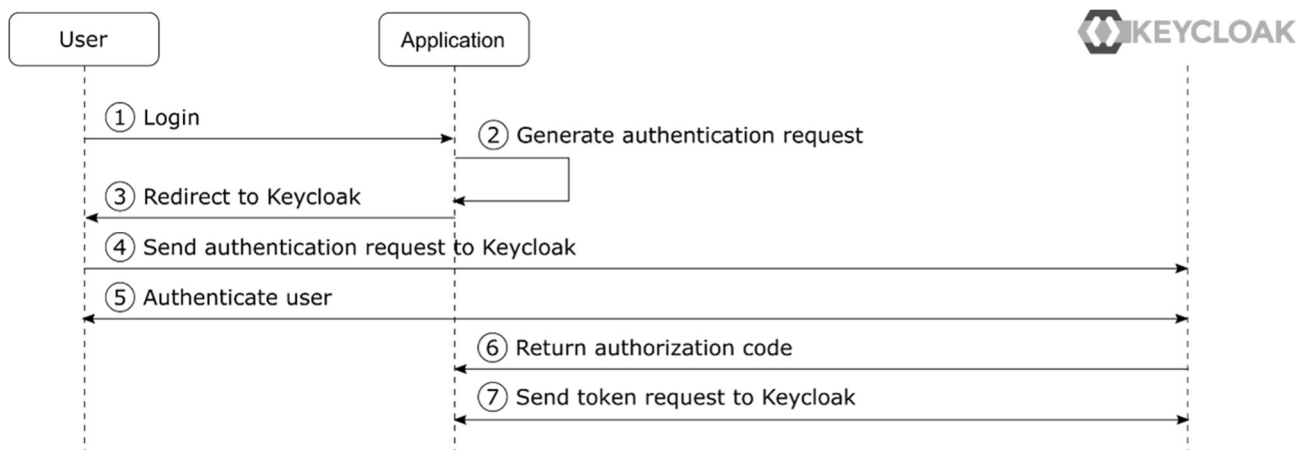 User
Application
KEYCLOAK
1 Login
2 Generate authentication request
3 Redirect to Keycloak
4 Send authentication request to Keycloak
5 Authenticate user
6 Return authorization code
7 Send token request to Keycloak